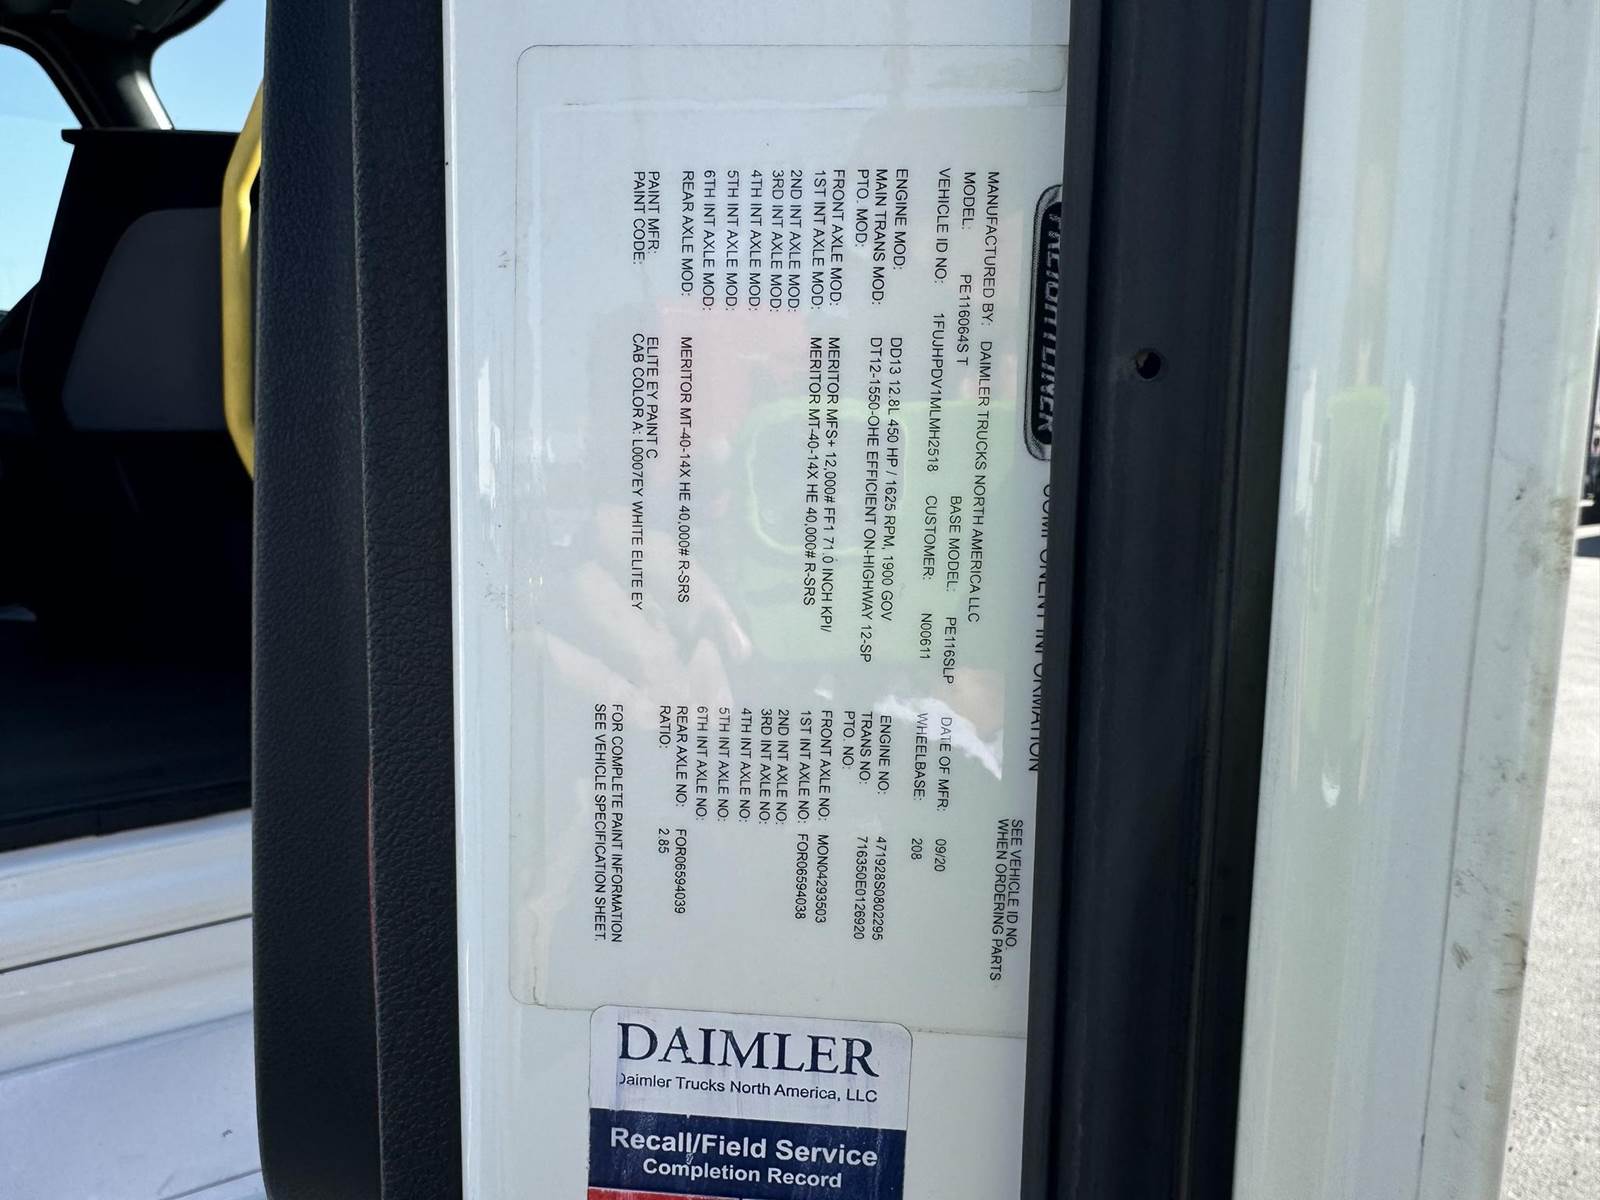 FREIGHTLINER
COMPONENT INFORMATION
SEE VEHICLE ID NO.
WHEN ORDERING PARTS
MANUFACTURED BY: DAIMLER TRUCKS NORTH AMERICA LLC
MODEL: PE116064S T BASE MODEL: PE116SLP DATE OF MFR: 09/20
VEHICLE ID NO: 1FUJHPDV1MLMH2518 CUSTOMER: N00611 WHEELBASE: 208
ENGINE MOD: DD13 12.8L 450 HP / 1625 RPM, 1900 GOV ENGINE NO: 471928S0802295
MAIN TRANS MOD: DT12-1550-OHE EFFICIENT ON-HIGHWAY 12-SP TRANS NO: 716350E0126920
PTO. MOD: PTO. NO:
FRONT AXLE MOD: MERITOR MFS+ 12,000# FF1 71.0 INCH KPI/ FRONT AXLE NO: MON04293503
1ST INT AXLE MOD: MERITOR MT-40-14X HE 40,000# R-SRS 1ST INT AXLE NO: FOR06594038
2ND INT AXLE MOD: 2ND INT AXLE NO:
3RD INT AXLE MOD: 3RD INT AXLE NO:
4TH INT AXLE MOD: 4TH INT AXLE NO:
5TH INT AXLE MOD: 5TH INT AXLE NO:
6TH INT AXLE MOD: 6TH INT AXLE NO:
REAR AXLE MOD: MERITOR MT-40-14X HE 40,000# R-SRS REAR AXLE NO: FOR06594039
RATIO: 2.85
PAINT MFR: ELITE EY PAINT C
PAINT CODE: CAB COLOR A: L0007EY WHITE ELITE EY
FOR COMPLETE PAINT INFORMATION
SEE VEHICLE SPECIFICATION SHEET.
DAIMLER
Daimler Trucks North America, LLC
Recall/Field Service
Completion Record